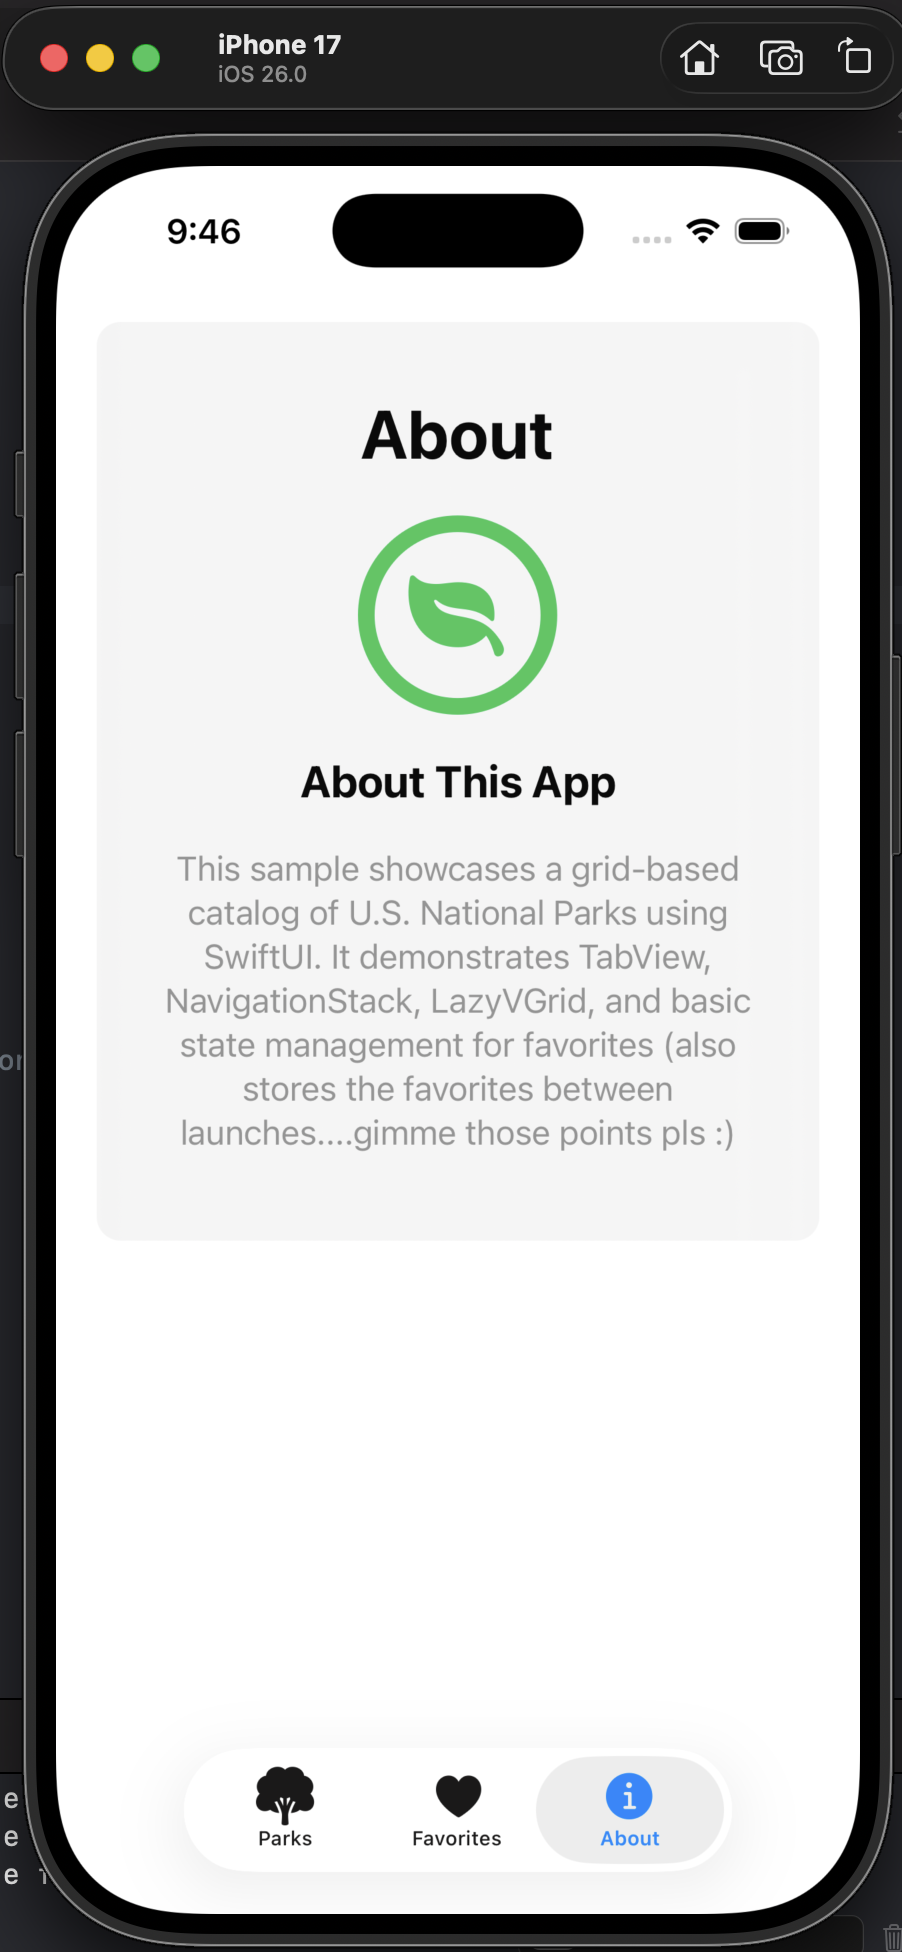 iPhone 17
iOS 26.0
9:46
About
About This App
This sample showcases a grid-based
catalog of U.S. National Parks using
SwiftUI. It demonstrates TabView,
NavigationStack, LazyVGrid, and basic
state management for favorites (also
stores the favorites between
launches....gimme those points pls :)
Parks
Favorites
About